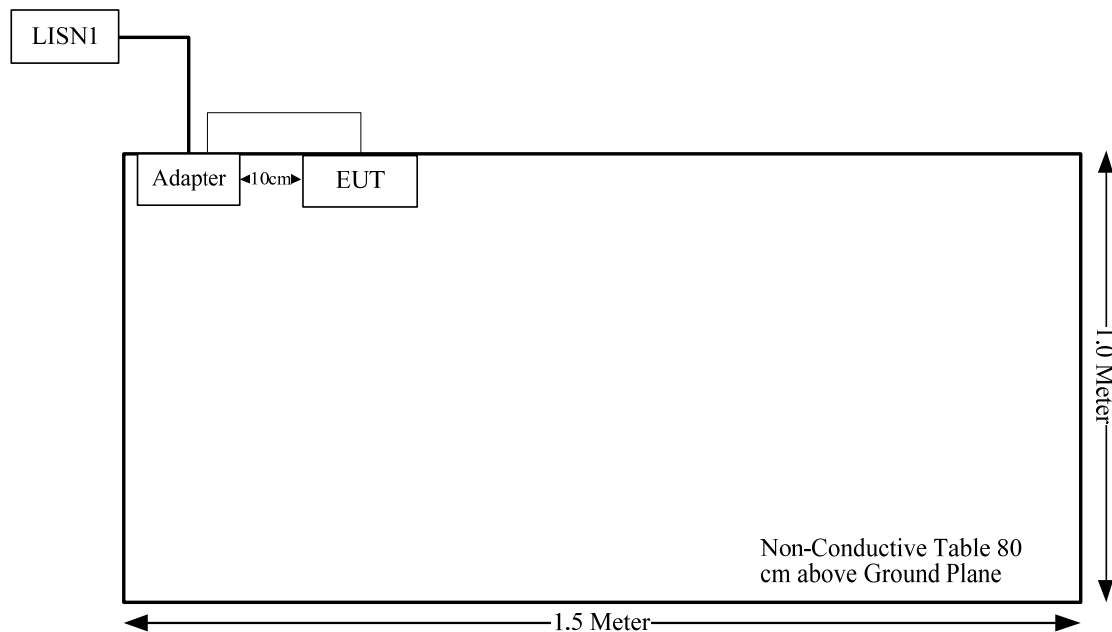 LISN1
Adapter
10cm
EUT
1.0 Meter
Non-Conductive Table 80
cm above Ground Plane
1.5 Meter